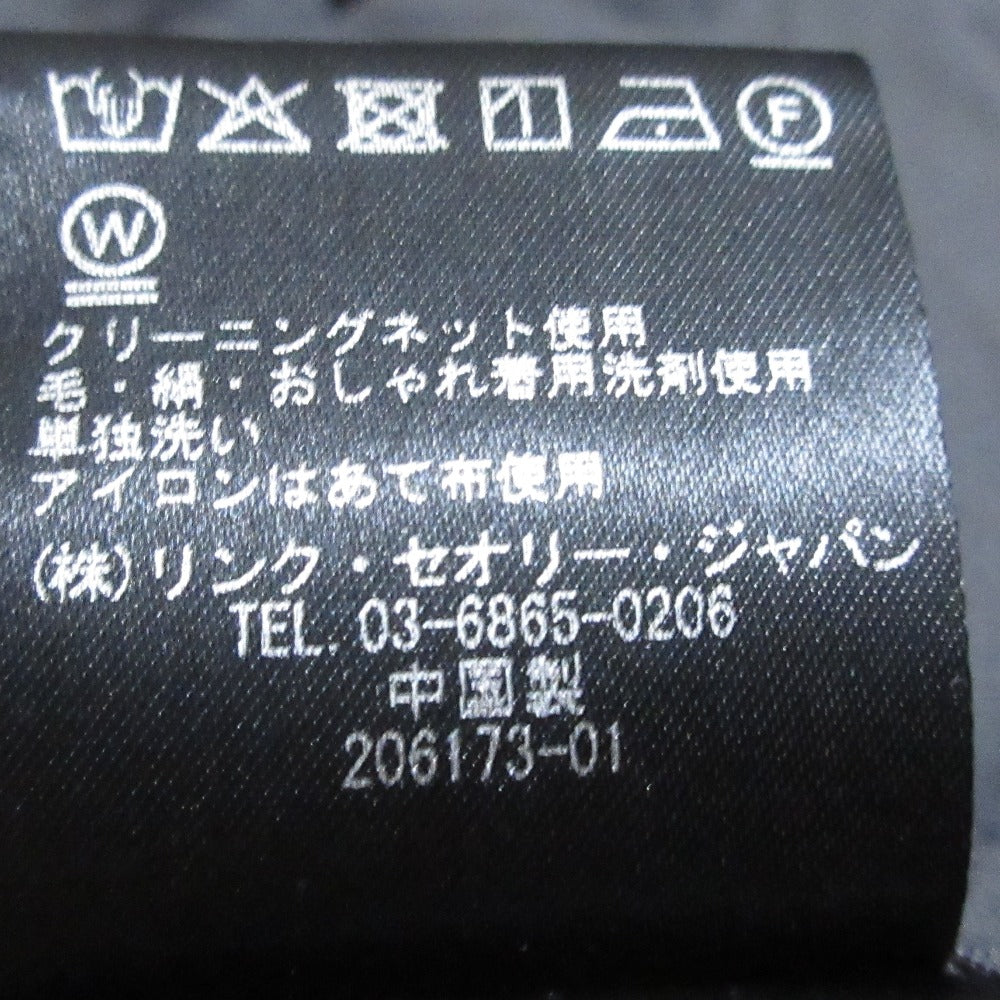 F
W
クリーニングネット使用
毛・絹・おしゃれ着用洗剤使用
単独洗い
アイロンはあて布使用
(株)リンク・セオリー・ジャパン
TEL. 03-6865-0206
中国製
206173-01